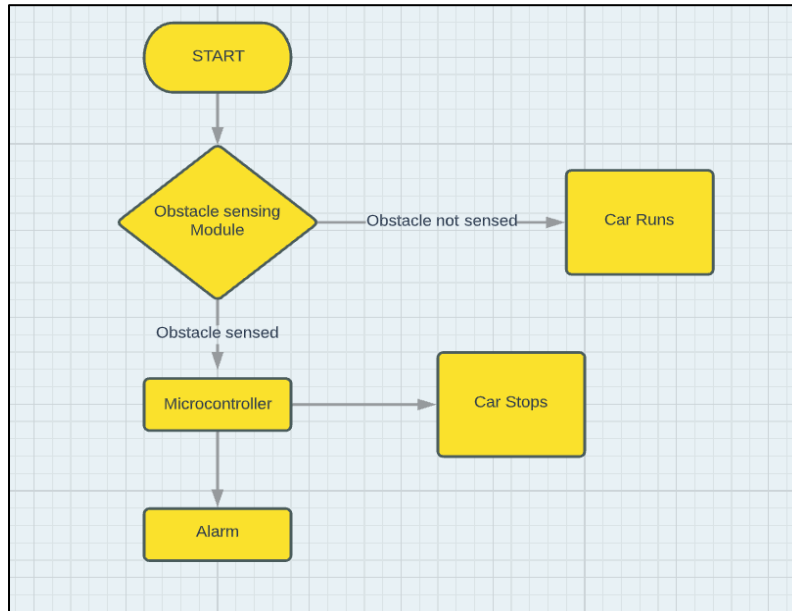 START
Obstacle sensing
Module
Obstacle not sensed
Car Runs
Obstacle sensed
Microcontroller
Car Stops
Alarm